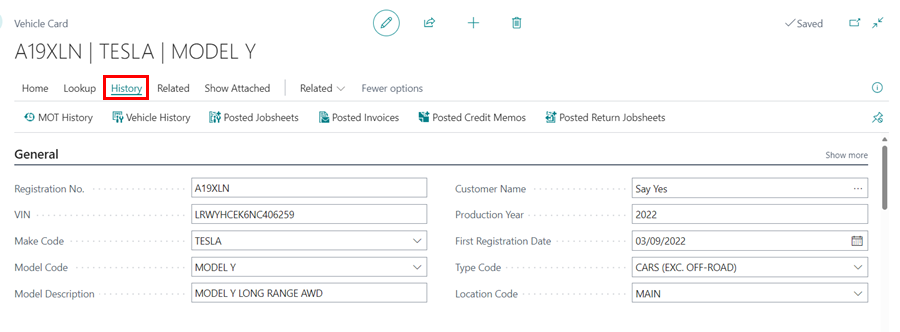 Vehicle Card
Saved
A19XLN | TESLA | MODEL Y
Home Lookup History Related Show Attached Related Fewer options
MOT History Vehicle History Posted Jobsheets Posted Invoices Posted Credit Memos Posted Return Jobsheets
General Show more
Registration No. A19XLN Customer Name Say Yes
VIN LRWYHCEK6NC406259 Production Year 2022
Make Code TESLA First Registration Date 03/09/2022
Model Code MODEL Y Type Code CARS (EXC. OFF-ROAD)
Model Description MODEL Y LONG RANGE AWD Location Code MAIN